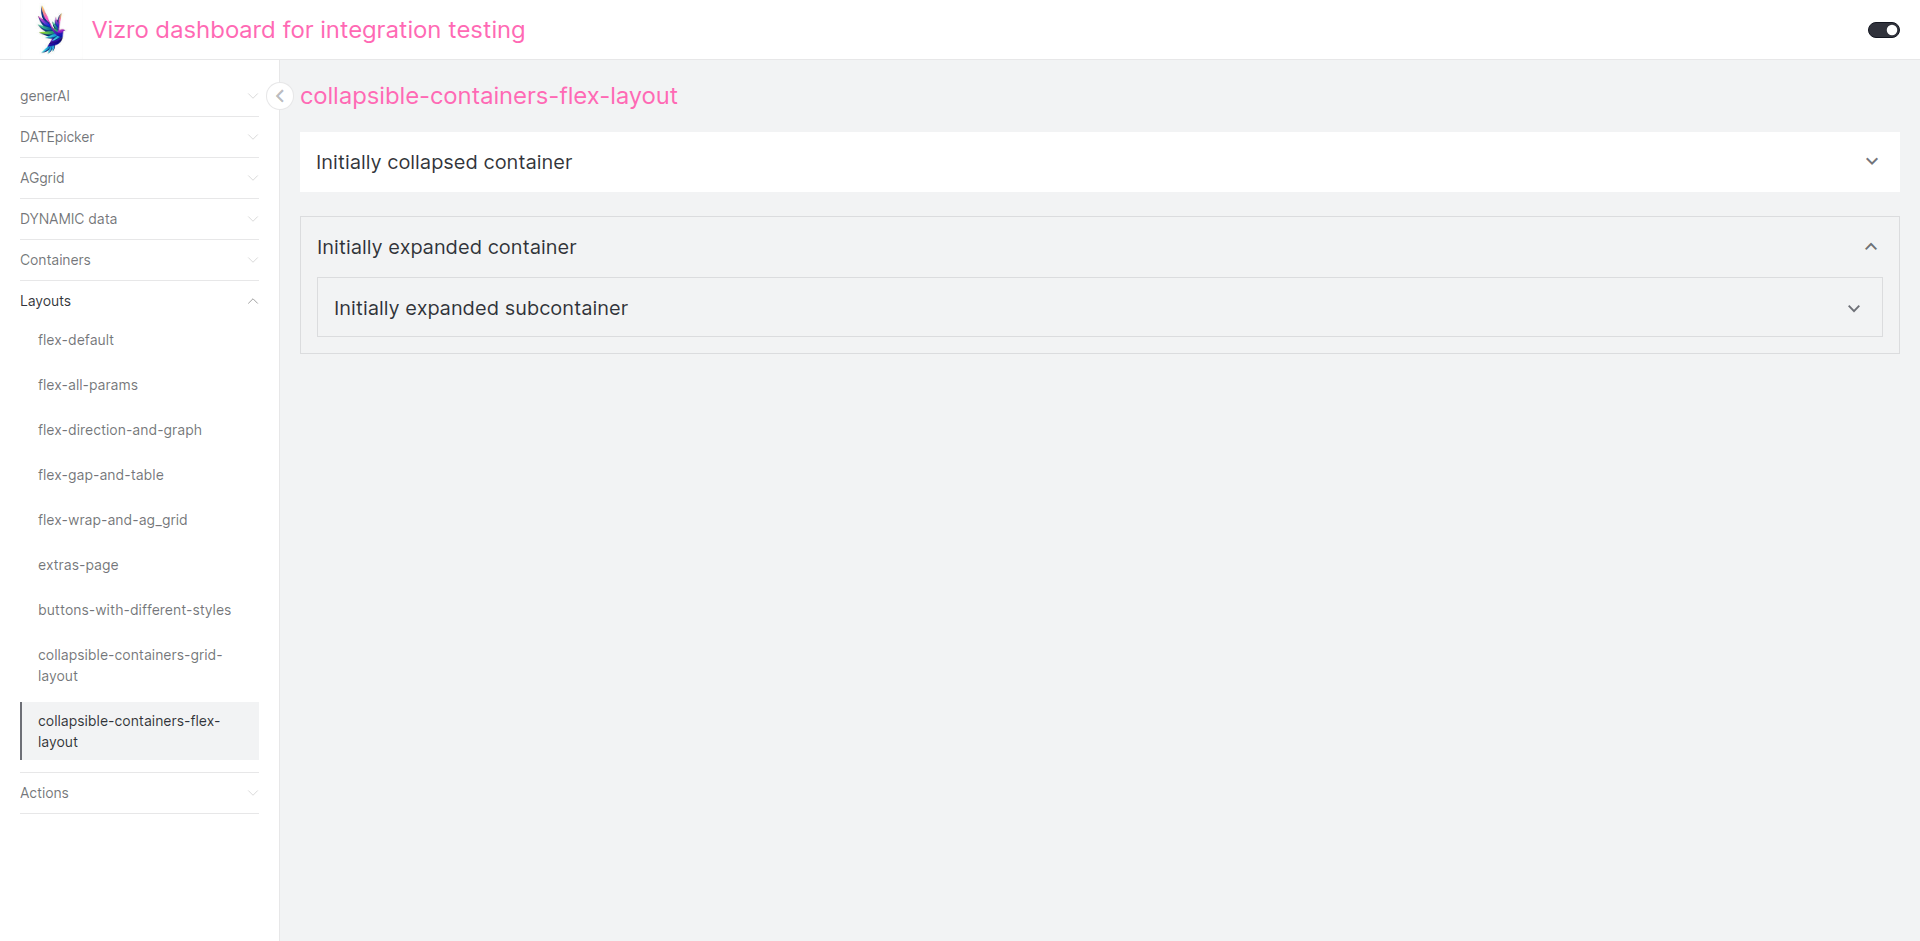 Vizro dashboard for integration testing
generAI
DATEpicker
AGgrid
DYNAMIC data
Containers
Layouts
flex-default
flex-all-params
flex-direction-and-graph
flex-gap-and-table
flex-wrap-and-ag_grid
extras-page
buttons-with-different-styles
collapsible-containers-grid-
layout
collapsible-containers-flex-
layout
Actions
collapsible-containers-flex-layout
Initially collapsed container
Initially expanded container
Initially expanded subcontainer